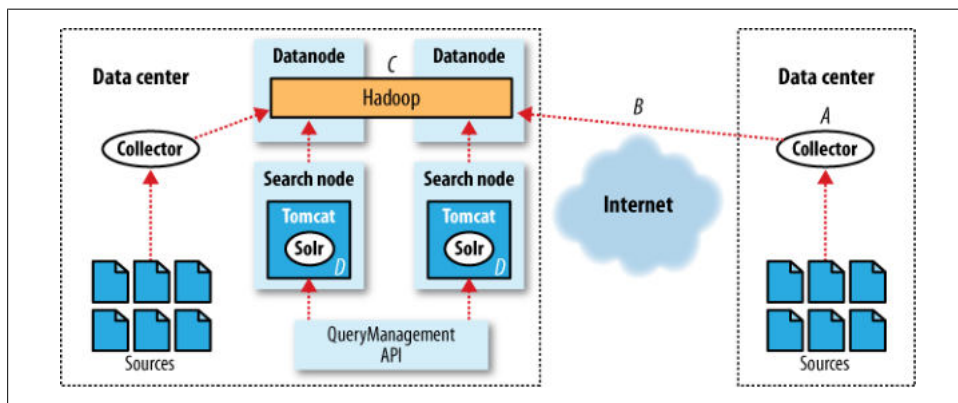 Data center
Collector
Sources
Datanode
Datanode
C
Hadoop
Search node
Tomcat
Solr
D
Search node
Tomcat
Solr
D
QueryManagement
API
B
Internet
Data center
A
Collector
Sources